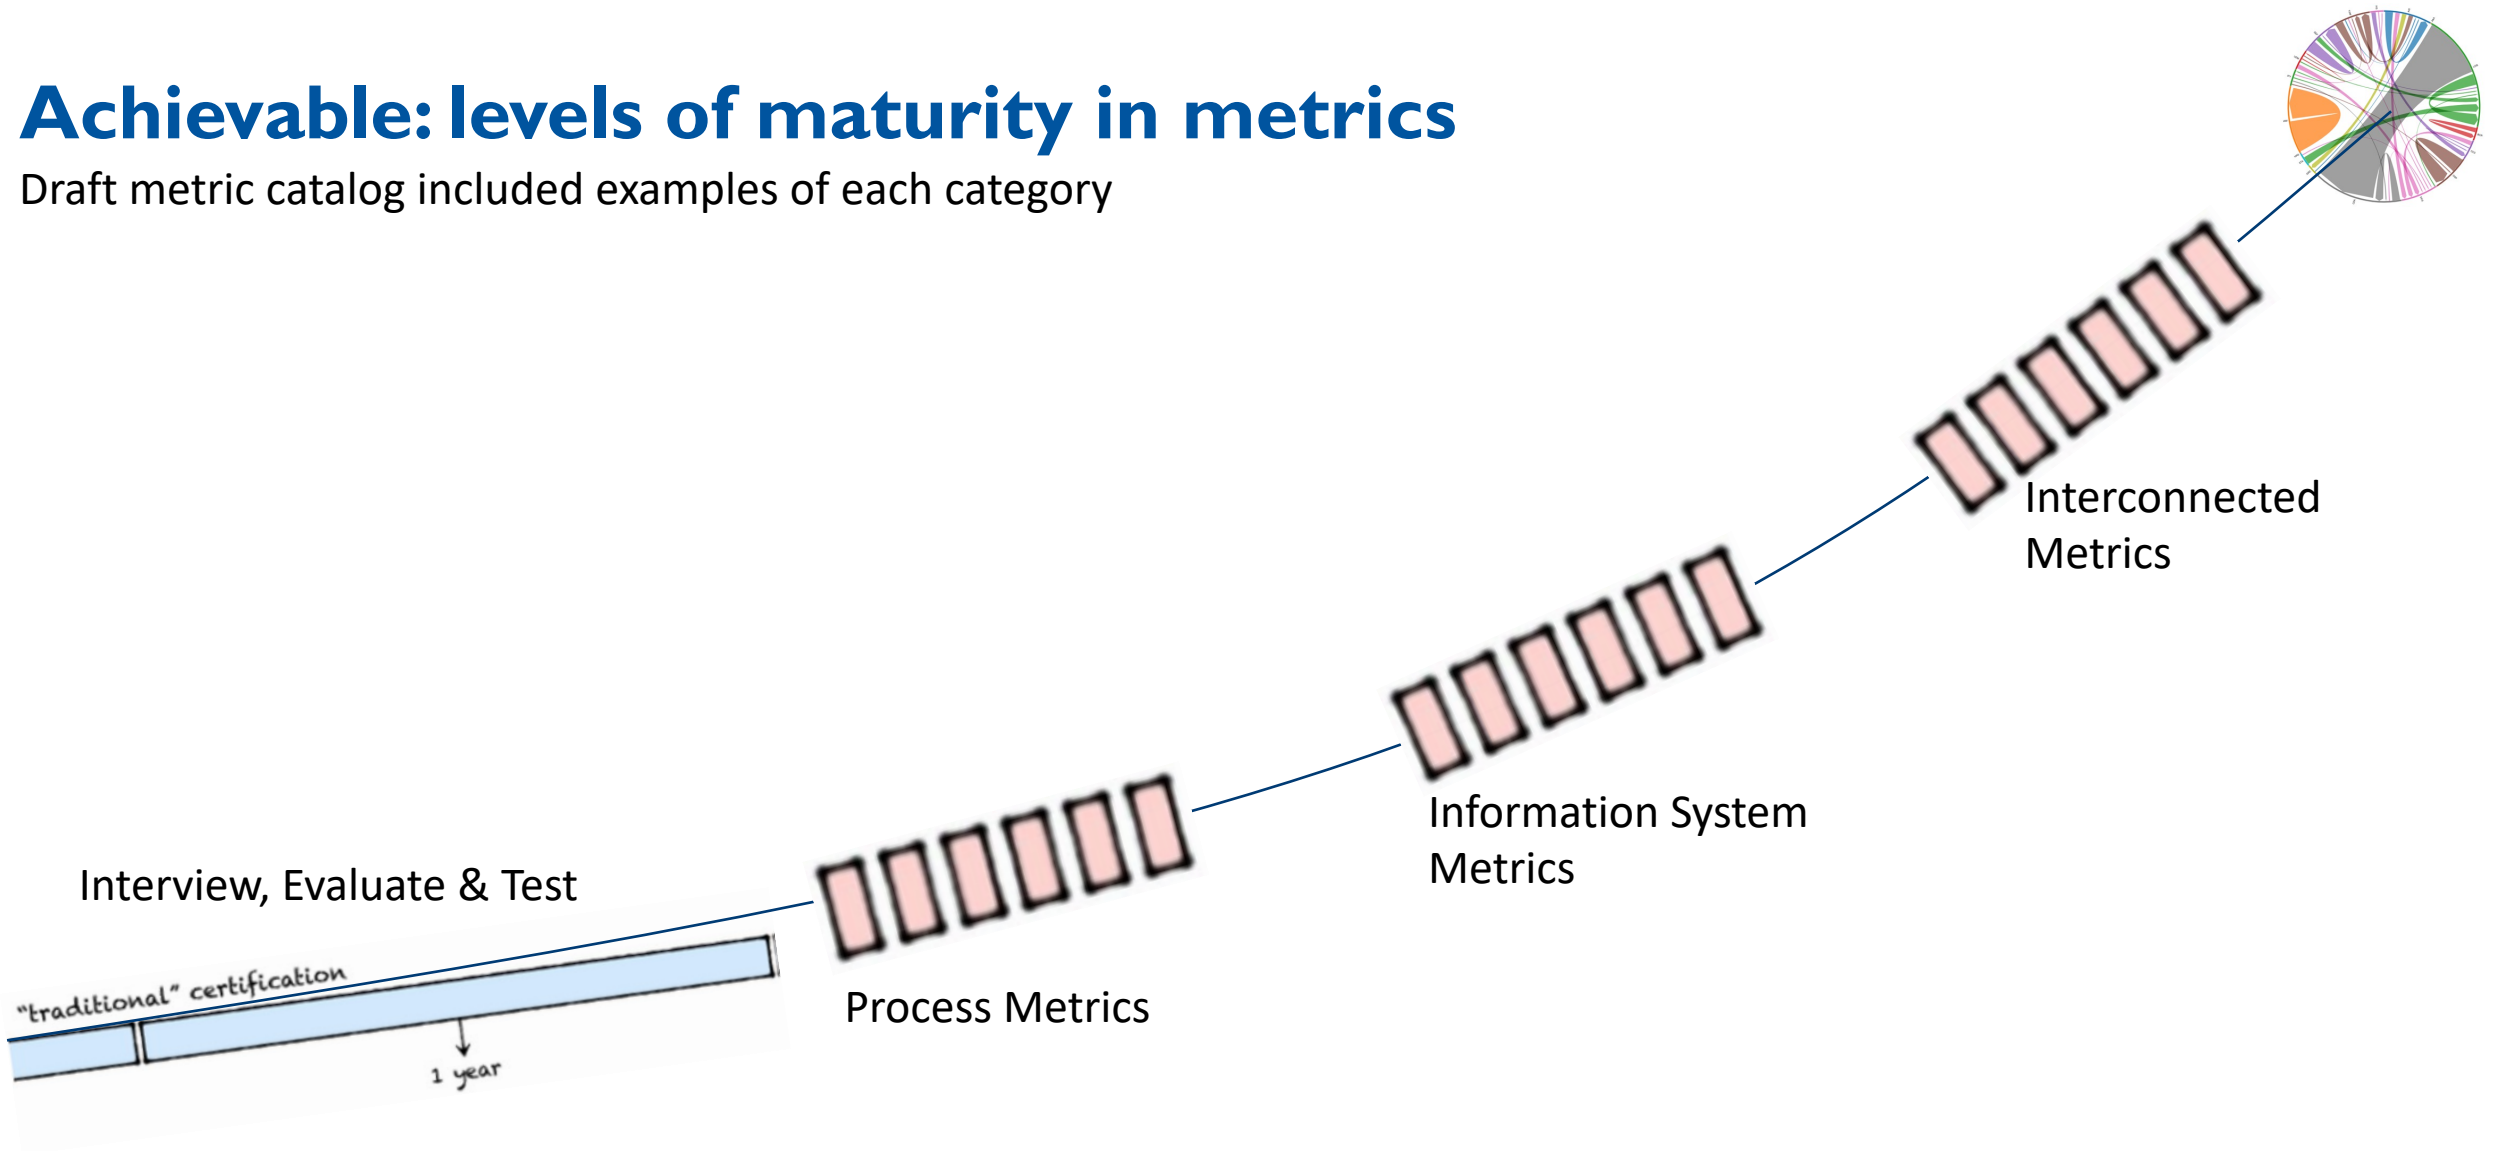 Achievable: levels of maturity in metrics
Draft metric catalog included examples of each category
Interconnected
Metrics
Information System
Metrics
Interview, Evaluate & Test
"traditional" certification
1 year
Process Metrics